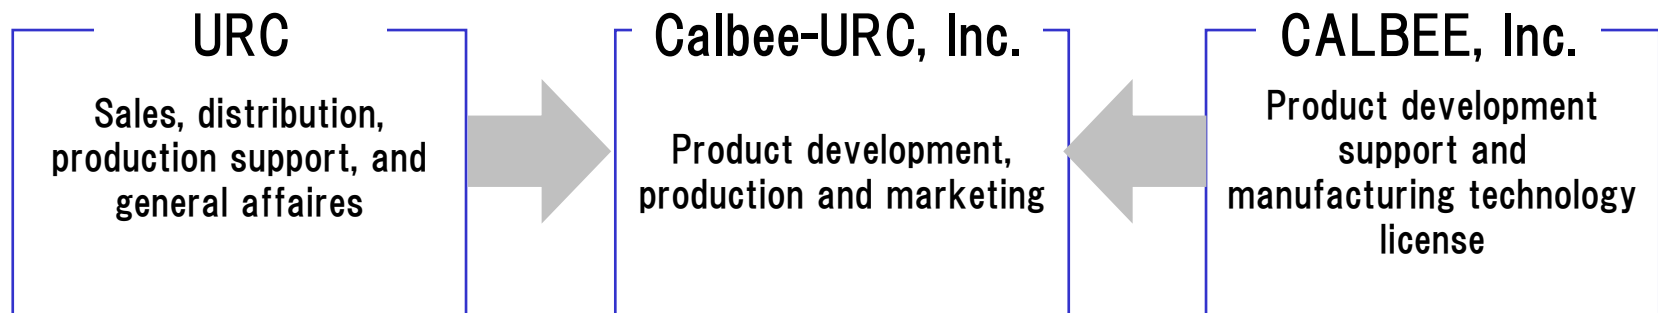 URC
Sales, distribution,
production support, and
general affaires
Calbee-URC, Inc.
Product development,
production and marketing
CALBEE, Inc.
Product development
support and
manufacturing technology
license